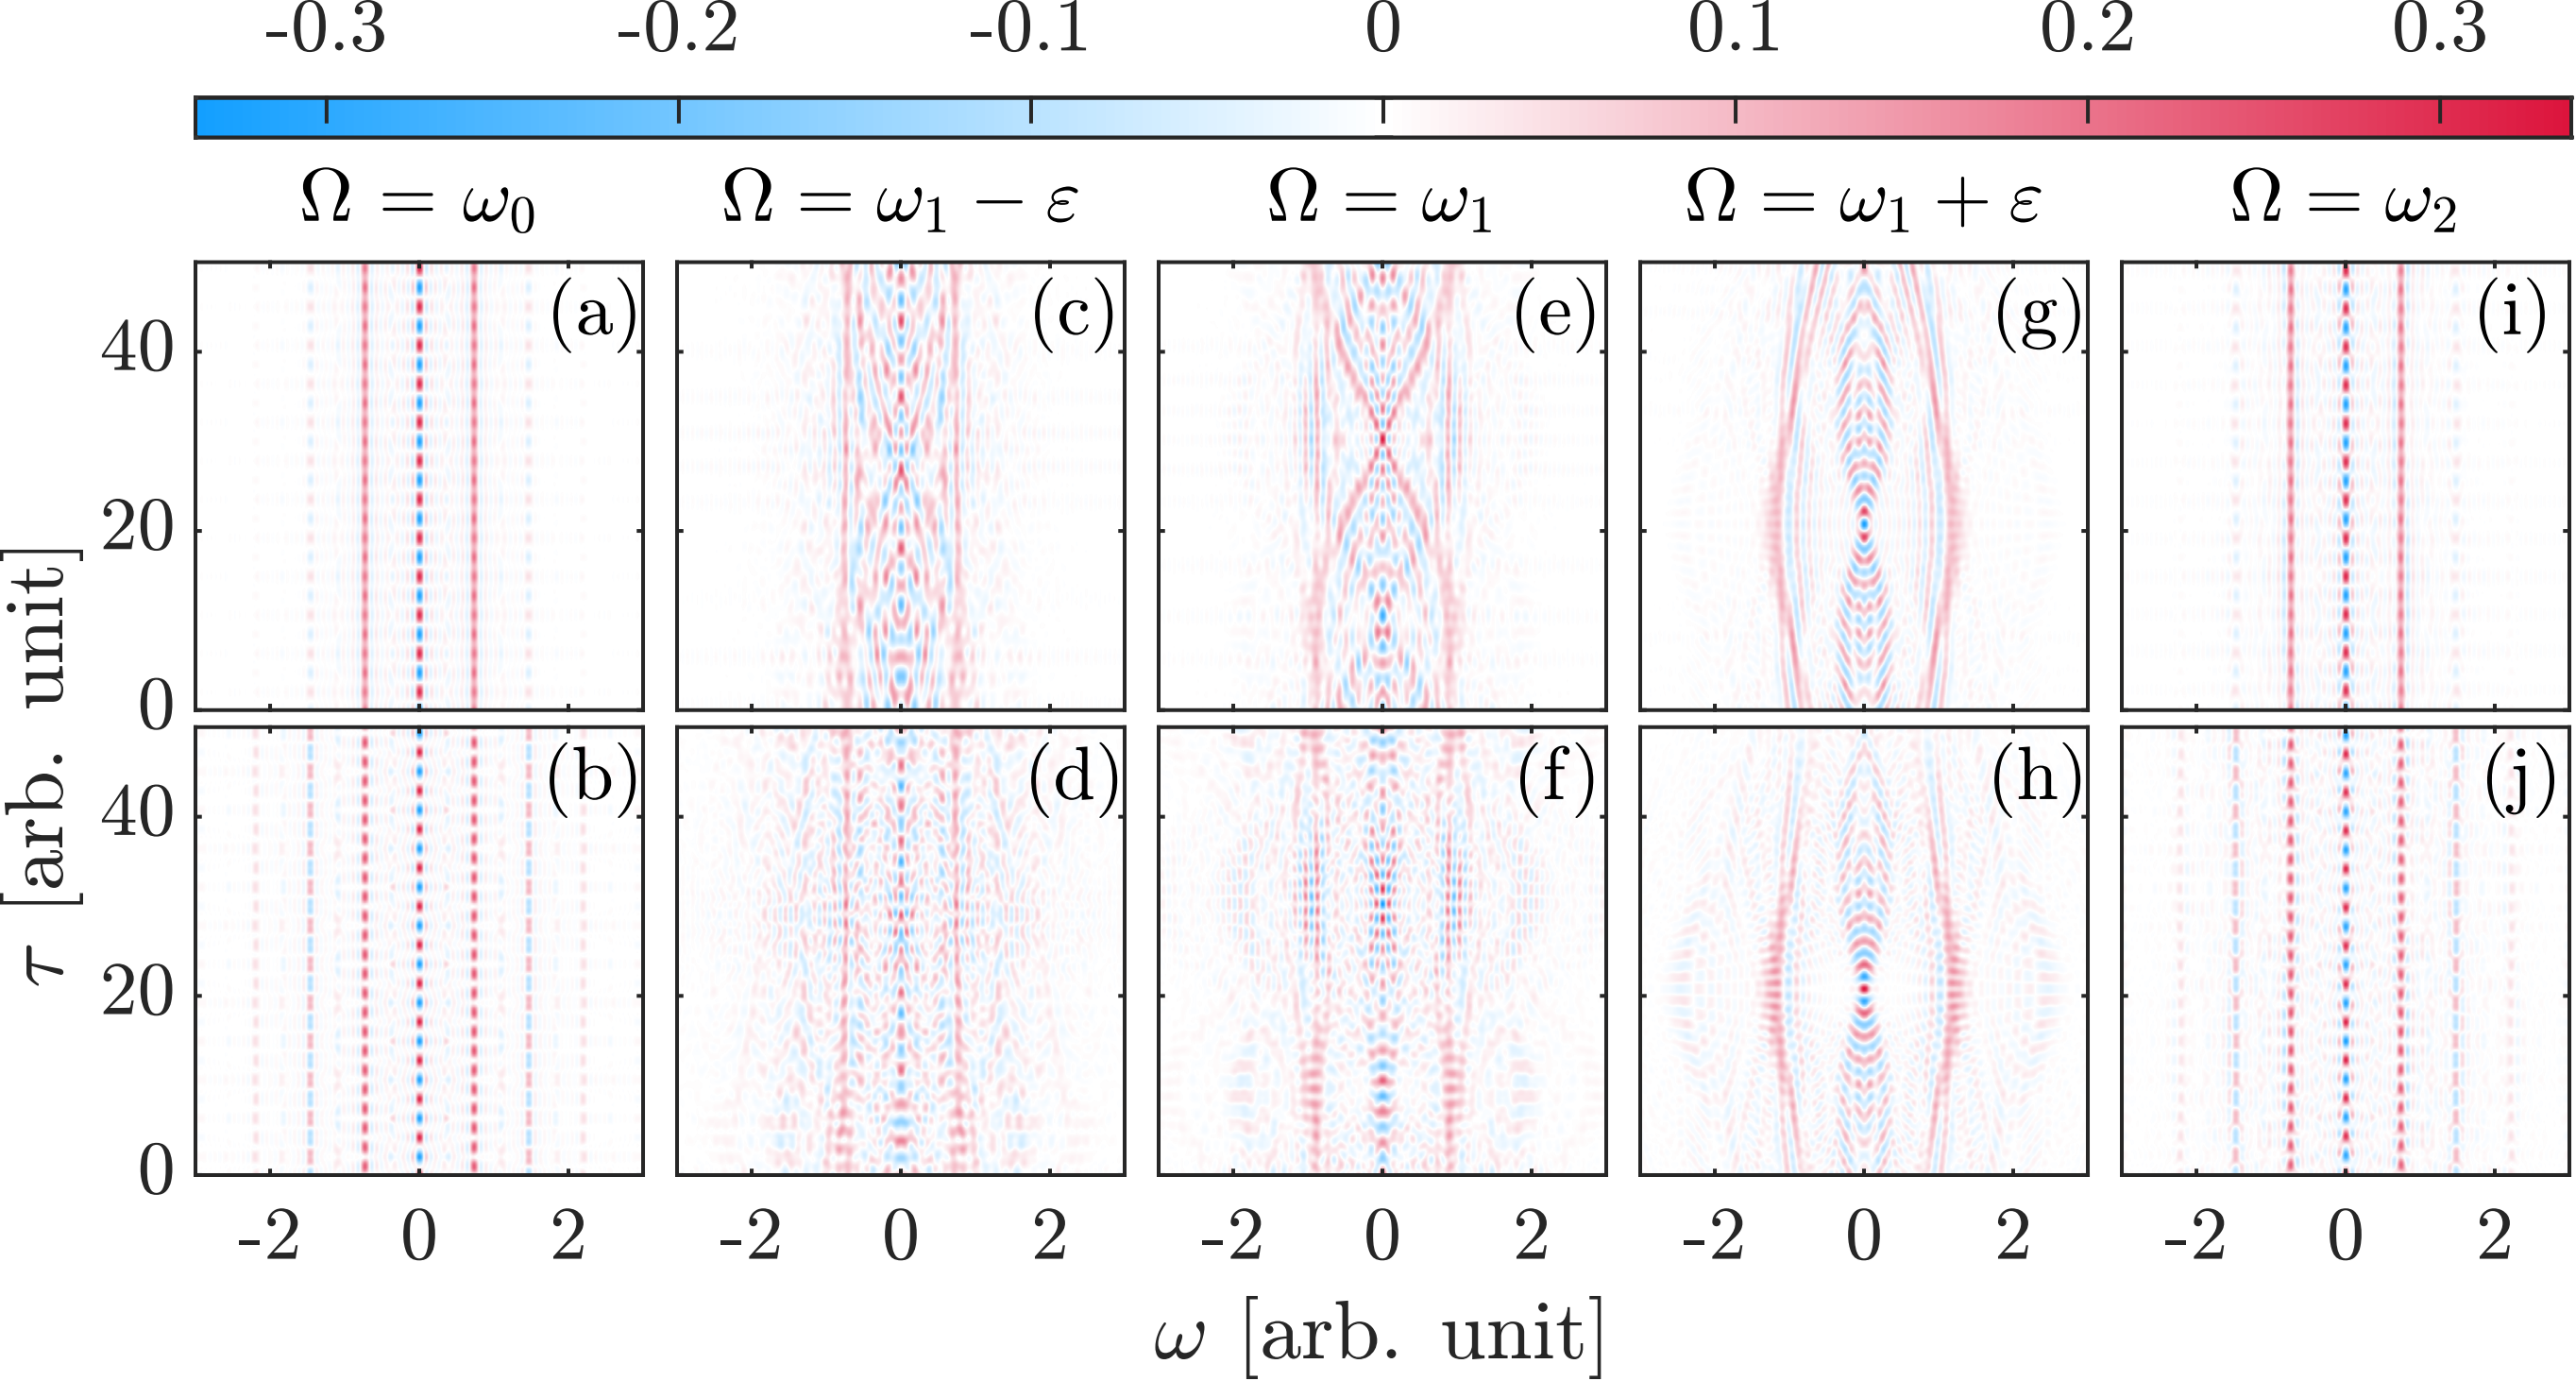 -0.3 -0.2 -0.1 0 0.1 0.2 0.3
Ω = ω₀ Ω = ω₁ − ε Ω = ω₁ Ω = ω₁ + ε Ω = ω₂
(a) (c) (e) (g) (i)
40
20
0
(b) (d) (f) (h) (j)
40
20
0
τ [arb. unit]
-2 0 2 -2 0 2 -2 0 2 -2 0 2 -2 0 2
ω [arb. unit]